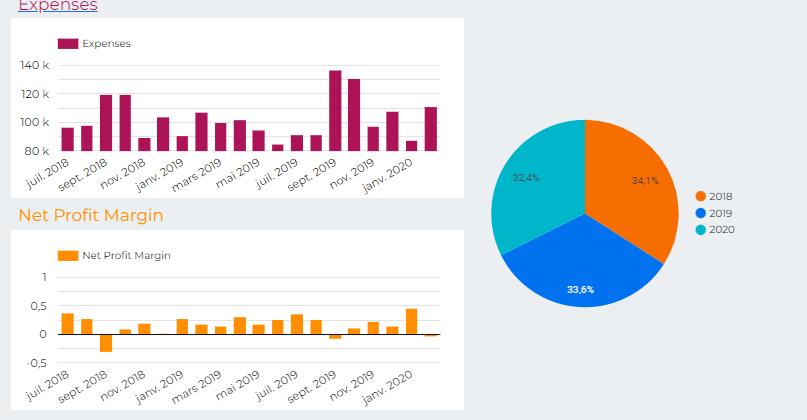 Expenses
Expenses
140 k
120 k
100 k
80 k
juil. 2018
sept. 2018
nov. 2018
janv. 2019
mars 2019
mai 2019
juil. 2019
sept. 2019
nov. 2019
janv. 2020
Net Profit Margin
Net Profit Margin
1
0,5
0
-0,5
juil. 2018
sept. 2018
nov. 2018
janv. 2019
mars 2019
mai 2019
juil. 2019
sept. 2019
nov. 2019
janv. 2020
32,4%
34,1%
33,6%
2018
2019
2020